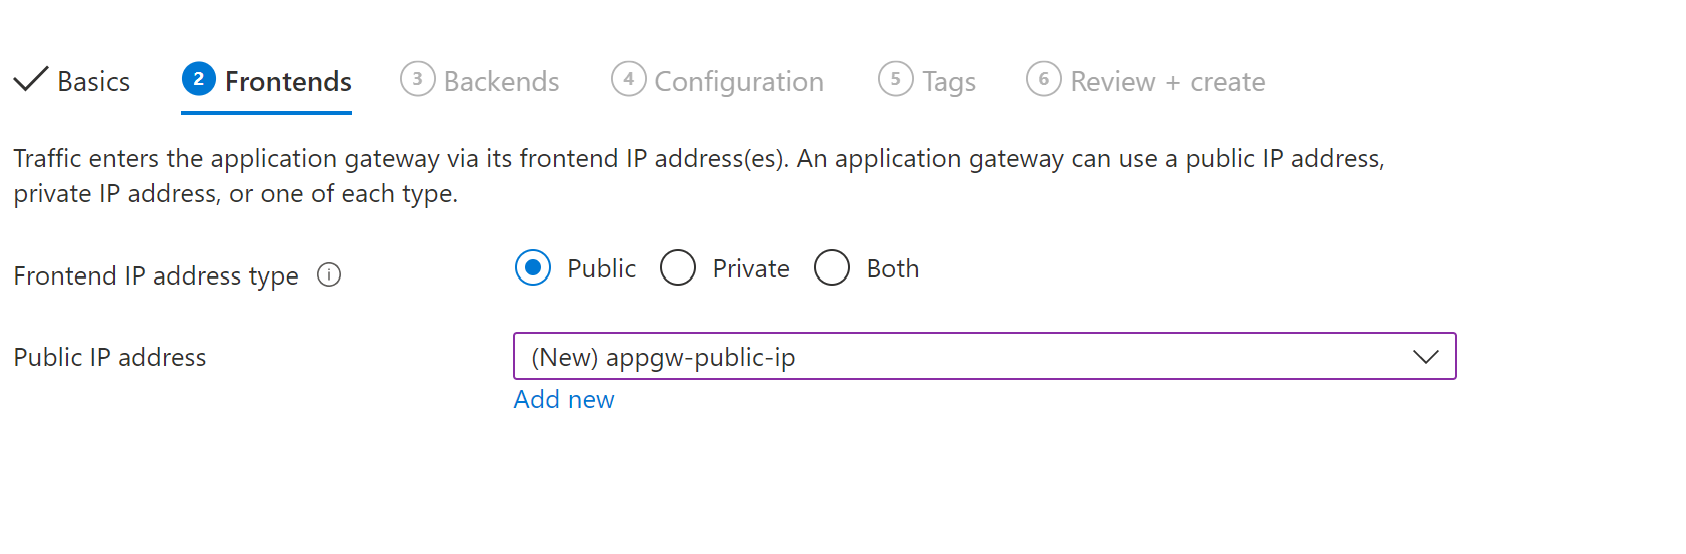 Basics 2 Frontends 3 Backends 4 Configuration 5 Tags 6 Review + create
Traffic enters the application gateway via its frontend IP address(es). An application gateway can use a public IP address,
private IP address, or one of each type.
Frontend IP address type i Public Private Both
Public IP address (New) appgw-public-ip
Add new